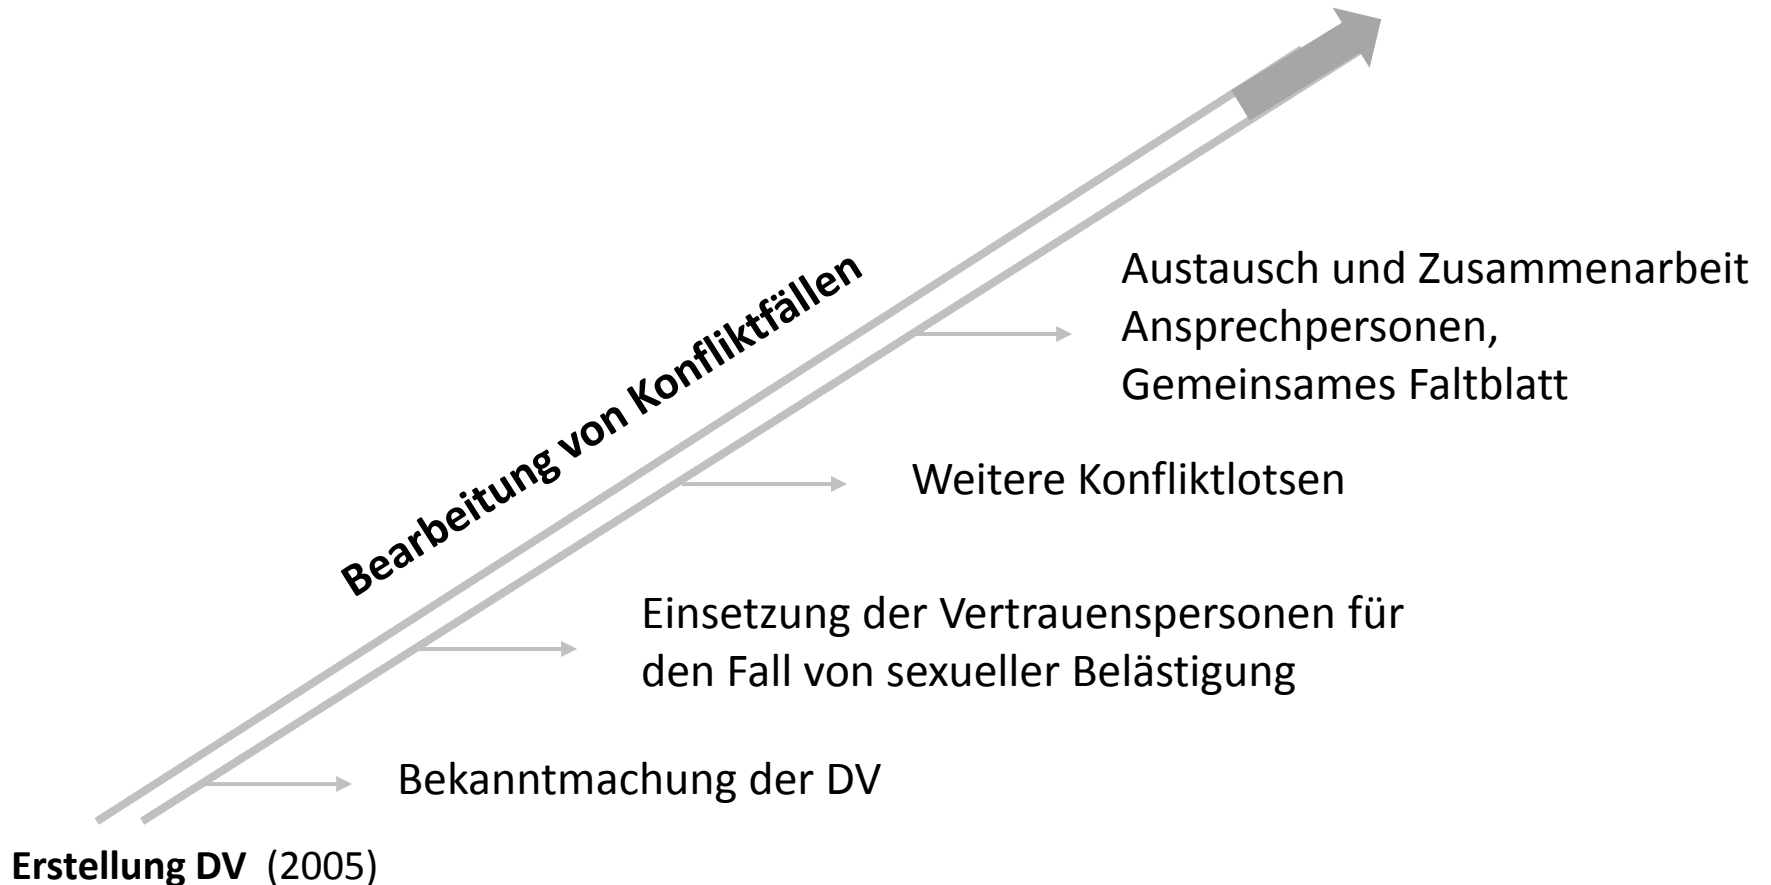 Bearbeitung von Konfliktfällen
Austausch und Zusammenarbeit
Ansprechpersonen,
Gemeinsames Faltblatt
Weitere Konfliktlotsen
Einsetzung der Vertrauenspersonen für
den Fall von sexueller Belästigung
Bekanntmachung der DV
Erstellung DV (2005)